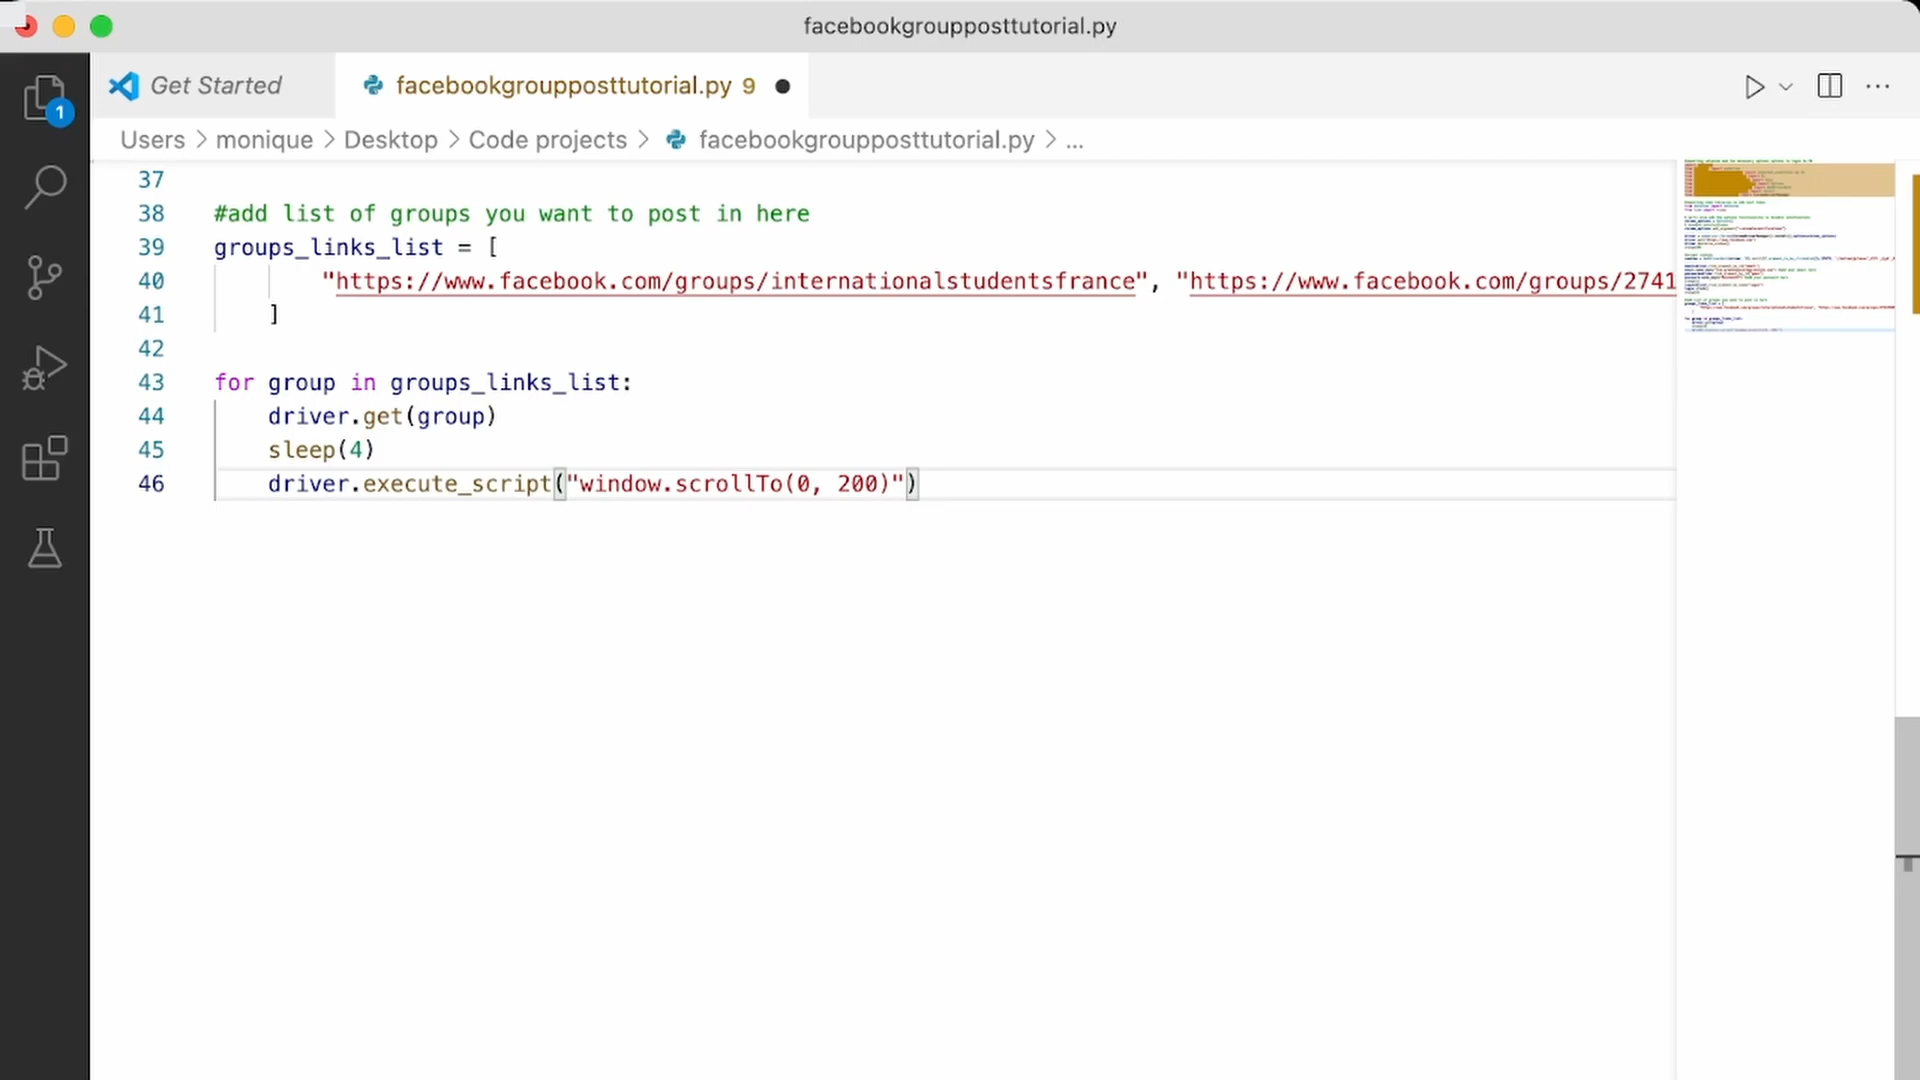 facebookgroupposttutorial.py
Get Started
facebookgroupposttutorial.py 9
1
Users > monique > Desktop > Code projects > facebookgroupposttutorial.py > ...
37
38 #add list of groups you want to post in here
39 groups_links_list = [
40 "https://www.facebook.com/groups/internationalstudentsfrance", "https://www.facebook.com/groups/2741
41 ]
42
43 for group in groups_links_list:
44 driver.get(group)
45 sleep(4)
46 driver.execute_script("window.scrollTo(0, 200)")